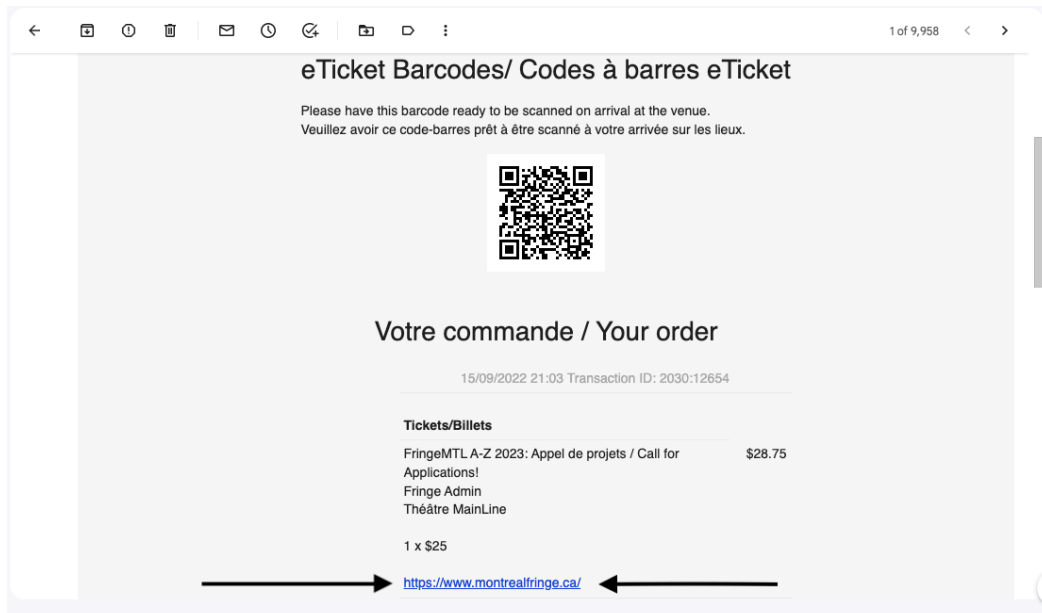 1 of 9,958
eTicket Barcodes/ Codes à barres eTicket
Please have this barcode ready to be scanned on arrival at the venue.
Veuillez avoir ce code-barres prêt à être scanné à votre arrivée sur les lieux.
Votre commande / Your order
15/09/2022 21:03 Transaction ID: 2030:12654
Tickets/Billets
FringeMTL A-Z 2023: Appel de projets / Call for $28.75
Applications!
Fringe Admin
Théâtre MainLine
1 x $25
https://www.montrealfringe.ca/